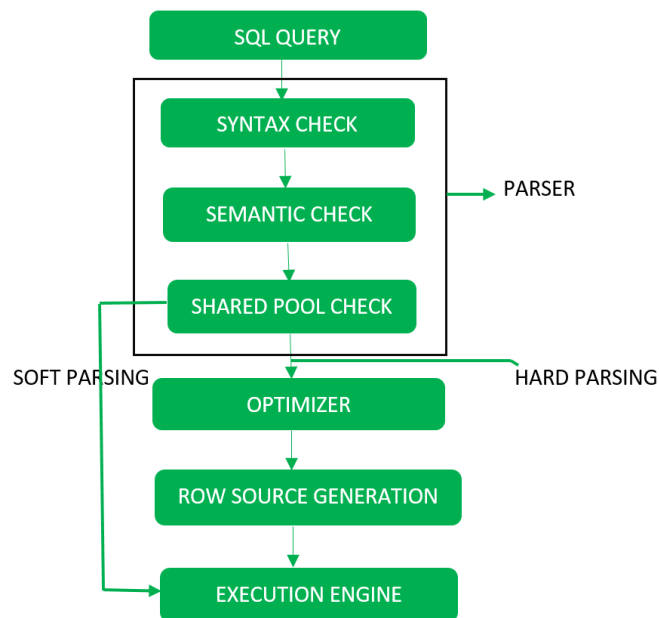 SQL QUERY
SYNTAX CHECK
PARSER
SEMANTIC CHECK
SHARED POOL CHECK
SOFT PARSING
HARD PARSING
OPTIMIZER
ROW SOURCE GENERATION
EXECUTION ENGINE